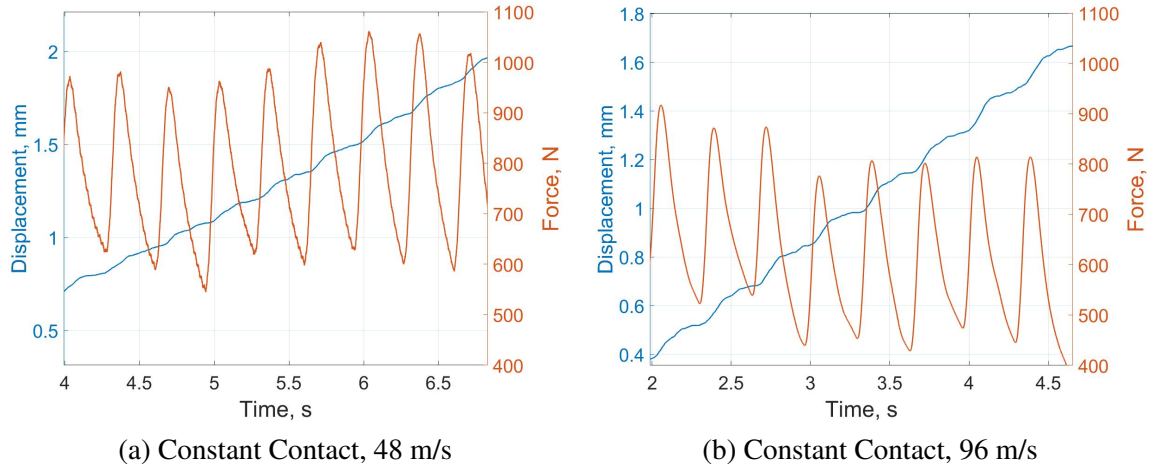 1100
1000
900
800
700
600
500
400
2
1.5
1
0.5
Displacement, mm
Force, N
4 4.5 5 5.5 6 6.5
Time, s
(a) Constant Contact, 48 m/s
1.8
1.6
1.4
1.2
1
0.8
0.6
0.4
Displacement, mm
1100
1000
900
800
700
600
500
400
Force, N
2 2.5 3 3.5 4 4.5
Time, s
(b) Constant Contact, 96 m/s